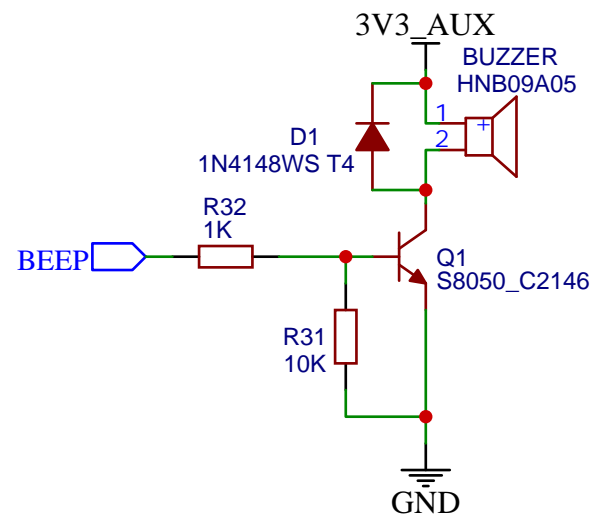 3V3_AUX
BUZZER
HNB09A05
1
2
+
D1
1N4148WS T4
R32
1K
BEEP
Q1
S8050_C2146
R31
10K
GND